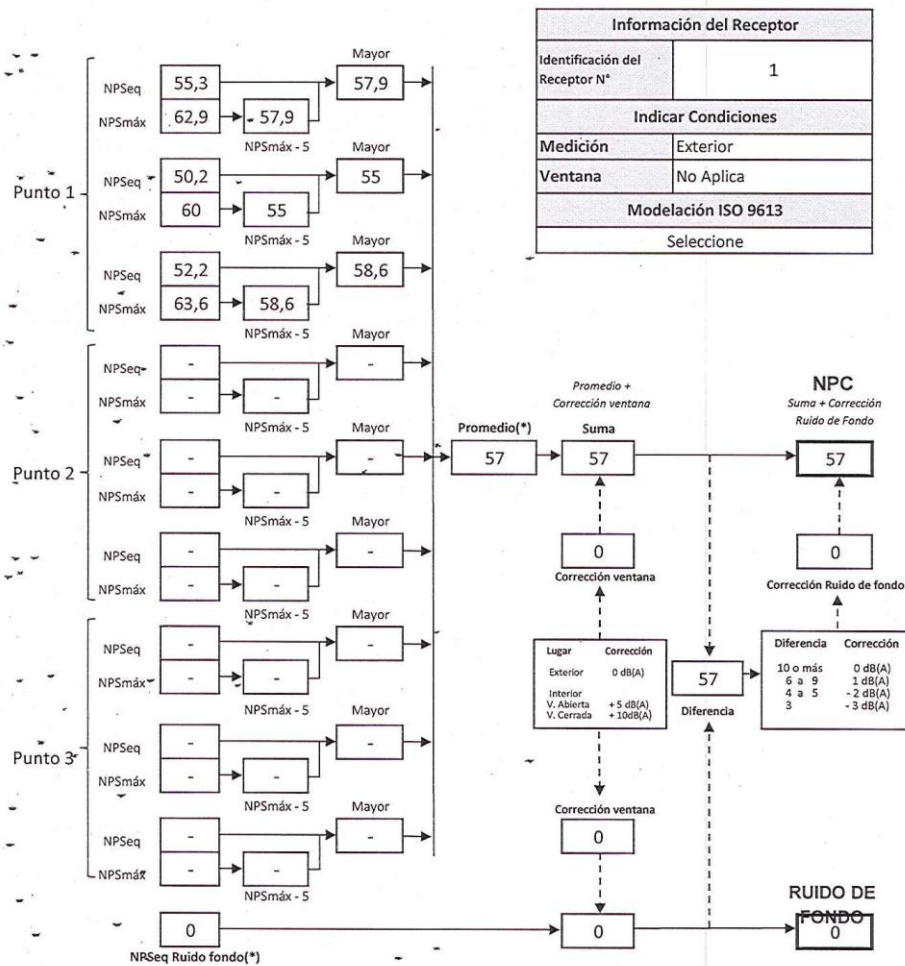 Información del Receptor
Identificación del Receptor N° 1
Indicar Condiciones
Medición Exterior
Ventana No Aplica
Modelación ISO 9613
Seleccione
Punto 1
Mayor
NPSeq 55,3 57,9
NPSmáx 62,9 57,9
NPSmáx - 5
Mayor
NPSeq 50,2 55
NPSmáx 60 55
NPSmáx - 5
Mayor
NPSeq 52,2 58,6
NPSmáx 63,6 58,6
NPSmáx - 5
Punto 2
Mayor
NPSeq - -
NPSmáx - -
NPSmáx - 5
Mayor
NPSeq - -
NPSmáx - -
NPSmáx - 5
Mayor
NPSeq - -
NPSmáx - -
NPSmáx - 5
Punto 3
Mayor
NPSeq - -
NPSmáx - -
NPSmáx - 5
Mayor
NPSeq - -
NPSmáx - -
NPSmáx - 5
Mayor
NPSeq - -
NPSmáx - -
NPSmáx - 5
0
NPSeq Ruido fondo(*)
Promedio(*)
57
Promedio +
Corrección ventana
Suma
57
0
Corrección ventana
Lugar Corrección
Exterior 0 dB(A)
Interior
V. Abierta + 5 dB(A)
V. Cerrada + 10dB(A)
Corrección ventana
0
0
57
Diferencia
NPC
Suma + Corrección
Ruido de Fondo
57
0
Corrección Ruido de fondo
Diferencia Corrección
10 o más 0 dB(A)
6 a 9 1 dB(A)
4 a 5 - 2 dB(A)
3 - 3 dB(A)
RUIDO DE
FONDO
0